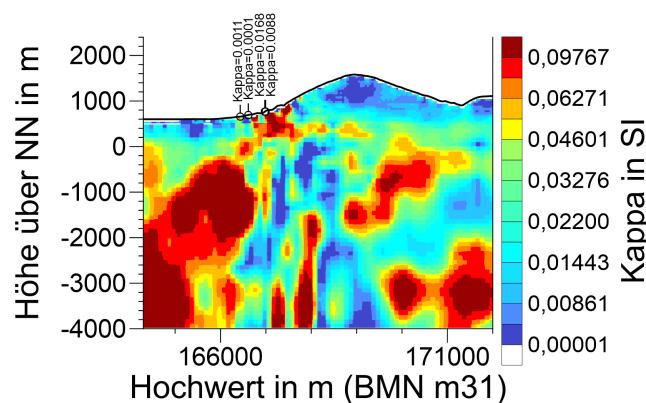 Kappa=0.0011
Kappa=0.0001
Kappa=0.0168
Kappa=0.0088
Höhe über NN in m
2000
1000
0
-1000
-2000
-3000
-4000
166000
171000
Hochwert in m (BMN m31)
0,09767
0,06271
0,04601
0,03276
0,02200
0,01443
0,00861
0,00001
Kappa in SI